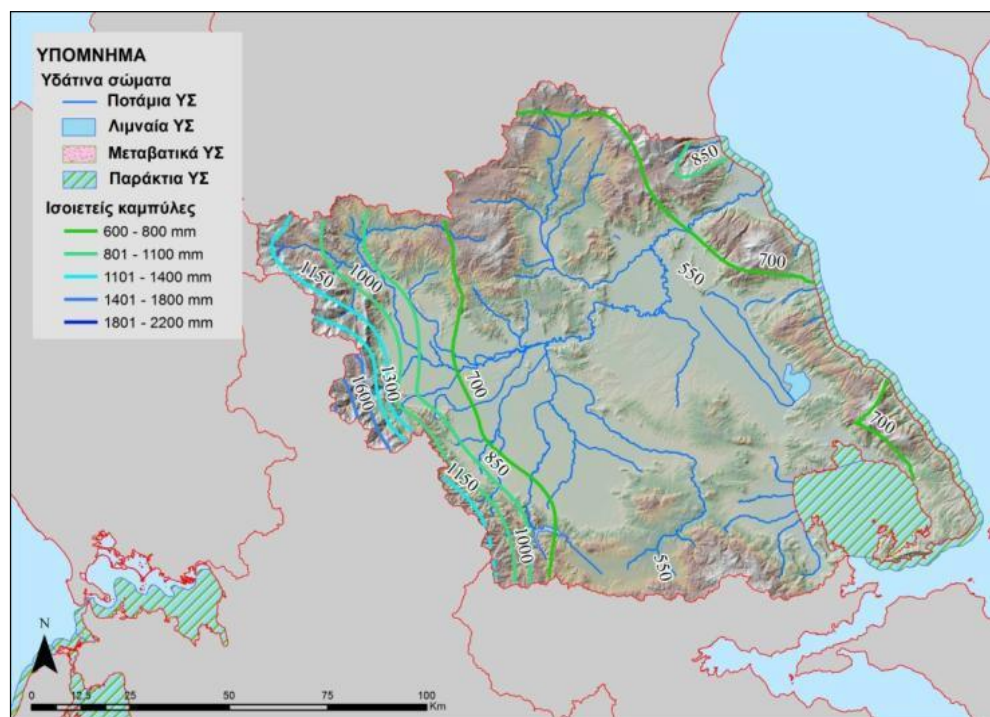 ΥΠΟΜΝΗΜΑ
Υδάτινα σώματα
Ποτάμια ΥΣ
Λιμναία ΥΣ
Μεταβατικά ΥΣ
Παράκτια ΥΣ
Ισοιετείς καμπύλες
600 - 800 mm
801 - 1100 mm
1101 - 1400 mm
1401 - 1800 mm
1801 - 2200 mm
850
700
550
1150
1000
1300
1600
700
700
850
1150
1000
550
N
0 12,5 25 50 75 100
Km